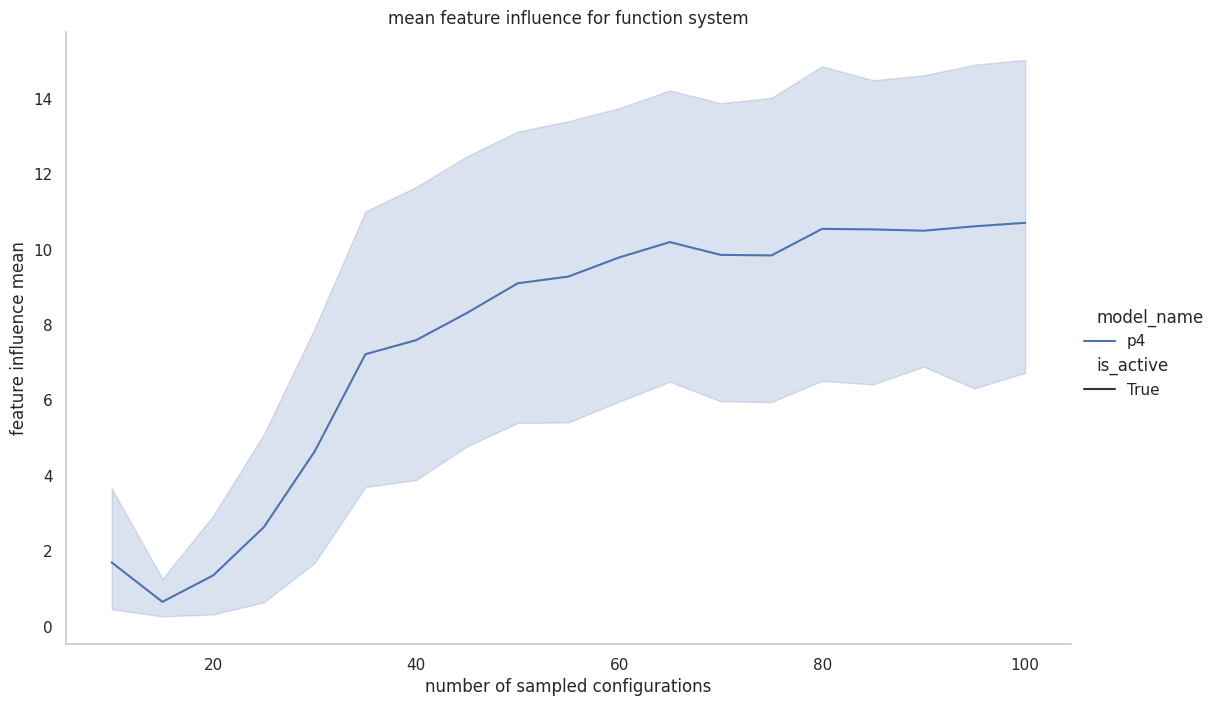 mean feature influence for function system
feature influence mean
14
12
10
8
6
4
2
0
20
40
60
80
100
number of sampled configurations
model_name
p4
is_active
True